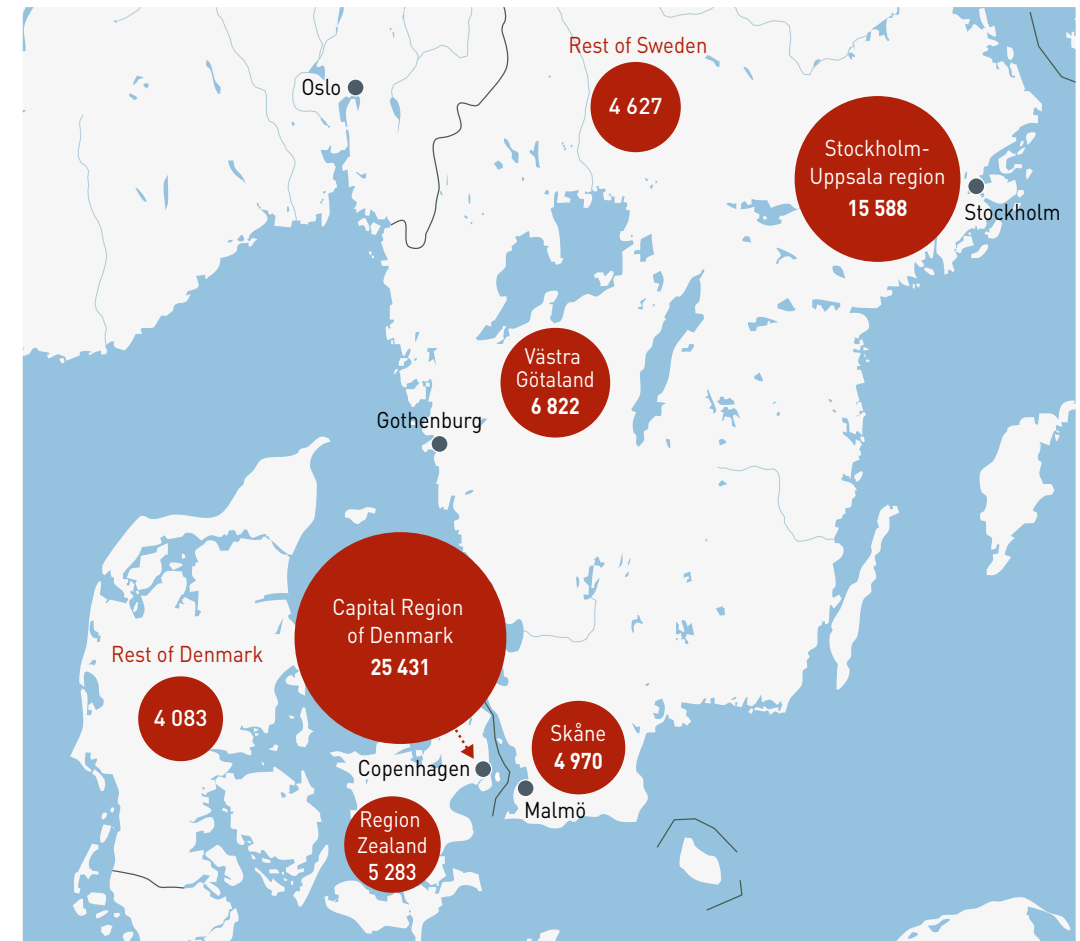 Rest of Sweden
4 627
Oslo
Stockholm-
Uppsala region
15 588
Stockholm
Västra
Götaland
6 822
Gothenburg
Capital Region
of Denmark
25 431
Rest of Denmark
4 083
Skåne
4 970
Copenhagen
Malmö
Region
Zealand
5 283